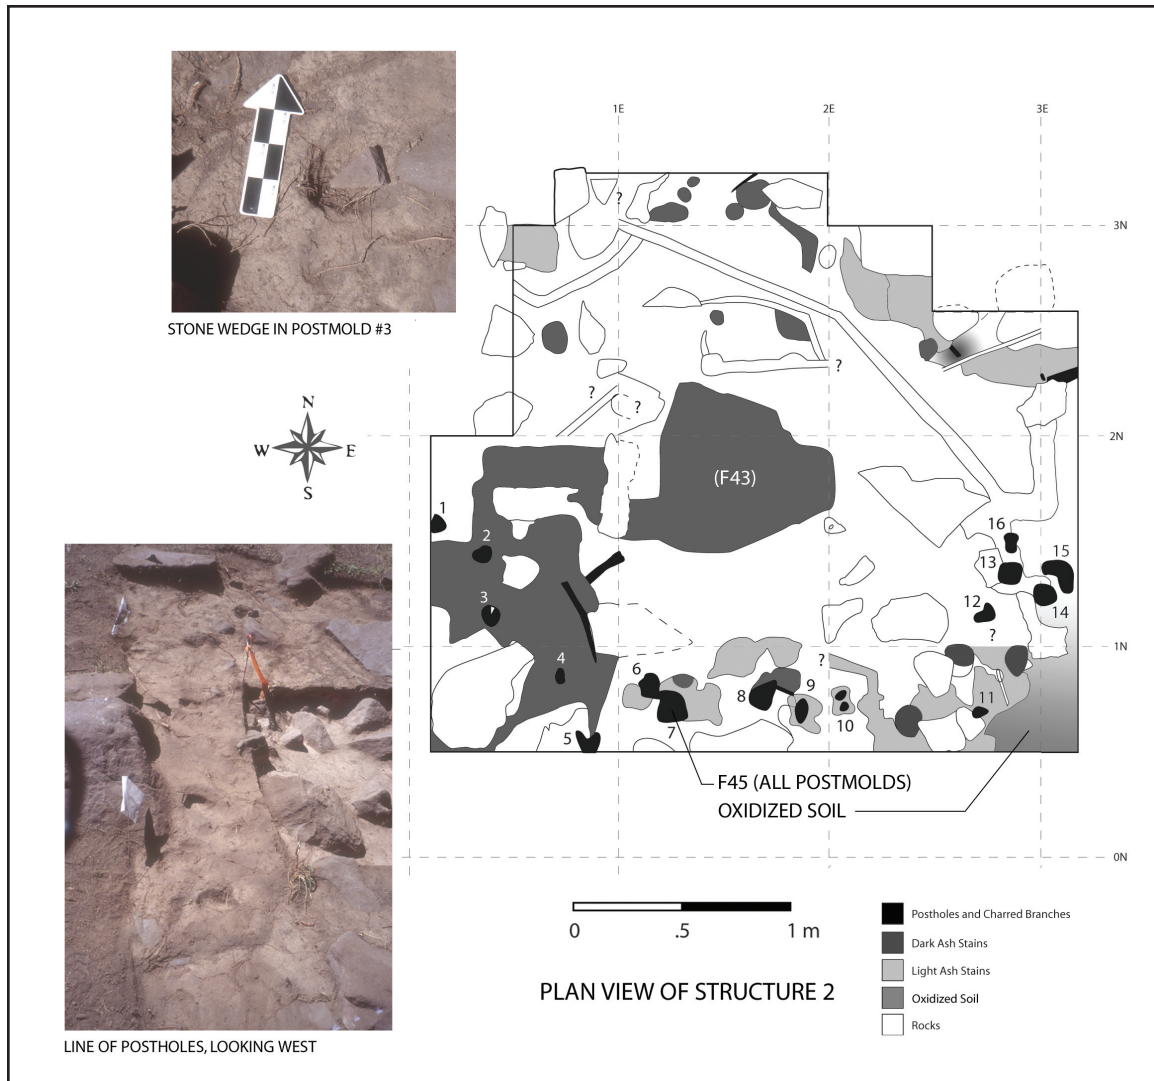 1E
2E
3E
3N
2N
1N
0N
STONE WEDGE IN POSTMOLD #3
N
W E
S
?
?
? ?
(F43)
1
2
3
4
5
6
7
8
9
10
11
12
13
14
15
16
?
?
F45 (ALL POSTMOLDS)
OXIDIZED SOIL
0 .5 1 m
PLAN VIEW OF STRUCTURE 2
Postholes and Charred Branches
Dark Ash Stains
Light Ash Stains
Oxidized Soil
Rocks
LINE OF POSTHOLES, LOOKING WEST